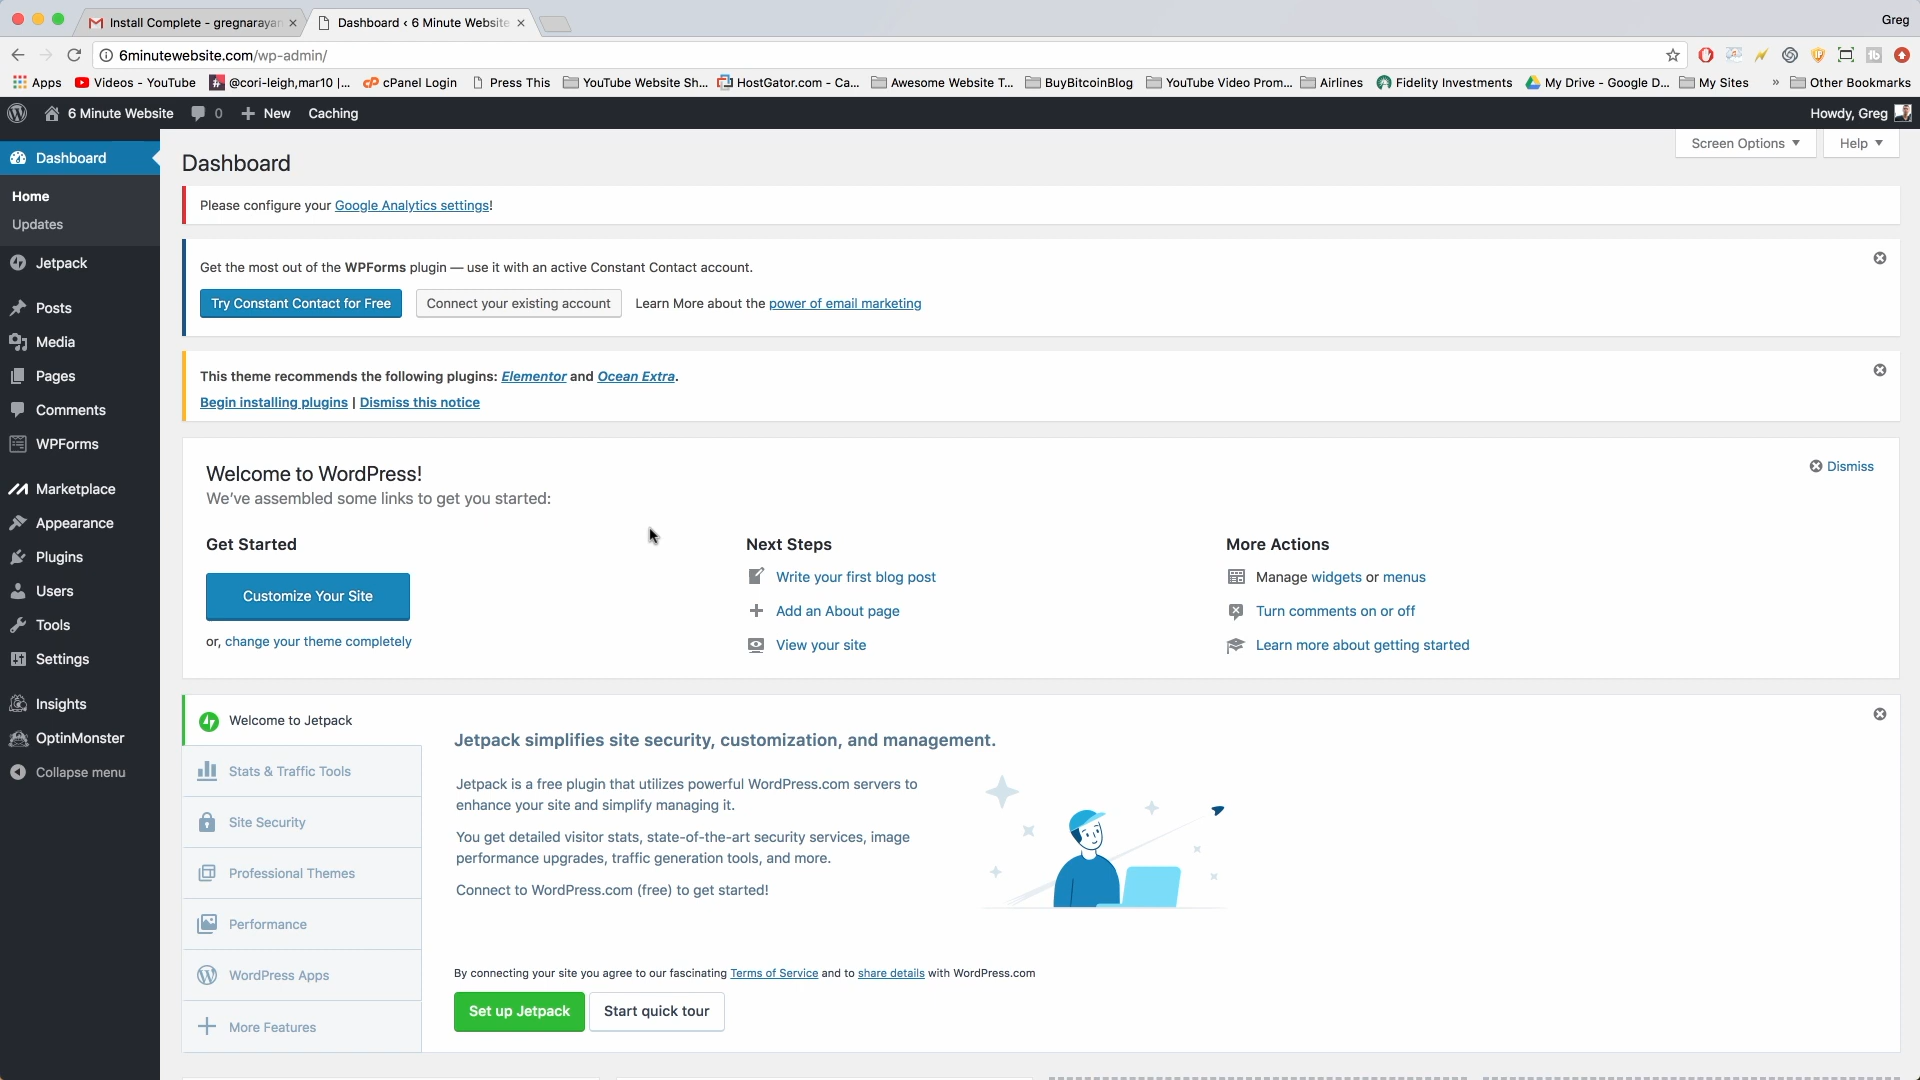 Install Complete - gregnarayan
Dashboard ‹ 6 Minute Website
Greg
6minutewebsite.com/wp-admin/
Apps
Videos - YouTube
@cori-leigh,mar10 |...
cPanel Login
Press This
YouTube Website Sh...
HostGator.com - Ca...
Awesome Website T...
BuyBitcoinBlog
YouTube Video Prom...
Airlines
Fidelity Investments
My Drive - Google D...
My Sites
»
Other Bookmarks
6 Minute Website
0
New
Caching
Howdy, Greg
Dashboard
Home
Updates
Jetpack
Posts
Media
Pages
Comments
WPForms
Marketplace
Appearance
Plugins
Users
Tools
Settings
Insights
OptinMonster
Collapse menu
Screen Options
Help
Dashboard
Please configure your Google Analytics settings!
Get the most out of the WPForms plugin — use it with an active Constant Contact account.
Try Constant Contact for Free
Connect your existing account
Learn More about the power of email marketing
This theme recommends the following plugins: Elementor and Ocean Extra.
Begin installing plugins | Dismiss this notice
Welcome to WordPress!
Dismiss
We've assembled some links to get you started:
Get Started
Customize Your Site
or, change your theme completely
Next Steps
Write your first blog post
Add an About page
View your site
More Actions
Manage widgets or menus
Turn comments on or off
Learn more about getting started
Welcome to Jetpack
Stats & Traffic Tools
Site Security
Professional Themes
Performance
WordPress Apps
More Features
Jetpack simplifies site security, customization, and management.
Jetpack is a free plugin that utilizes powerful WordPress.com servers to
enhance your site and simplify managing it.
You get detailed visitor stats, state-of-the-art security services, image
performance upgrades, traffic generation tools, and more.
Connect to WordPress.com (free) to get started!
By connecting your site you agree to our fascinating Terms of Service and to share details with WordPress.com
Set up Jetpack
Start quick tour